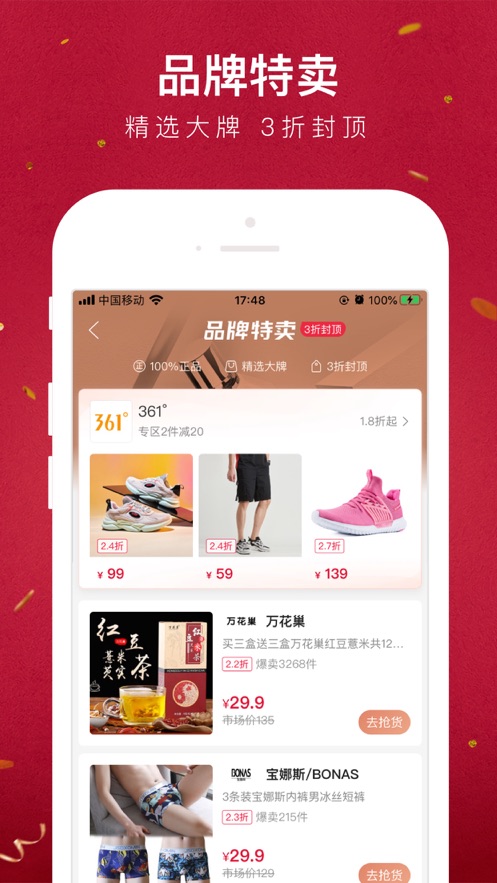 品牌特卖
精选大牌 3折封顶
中国移动 17:48 100%
品牌特卖 3折封顶
正 100%正品 精选大牌 3折封顶
361°
361°
专区2件减20
1.8折起
2.4折 2.4折 2.7折
¥ 99 ¥ 59 ¥ 139
红豆
薏米
芡实
茶
万花巢 万花巢
买三盒送三盒万花巢红豆薏米共12...
2.2折 爆卖3268件
¥29.9
市场价135
去抢货
BONAS 宝娜斯/BONAS
3条装宝娜斯内裤男冰丝短裤
2.3折 爆卖215件
¥29.9
市场价129
去抢货